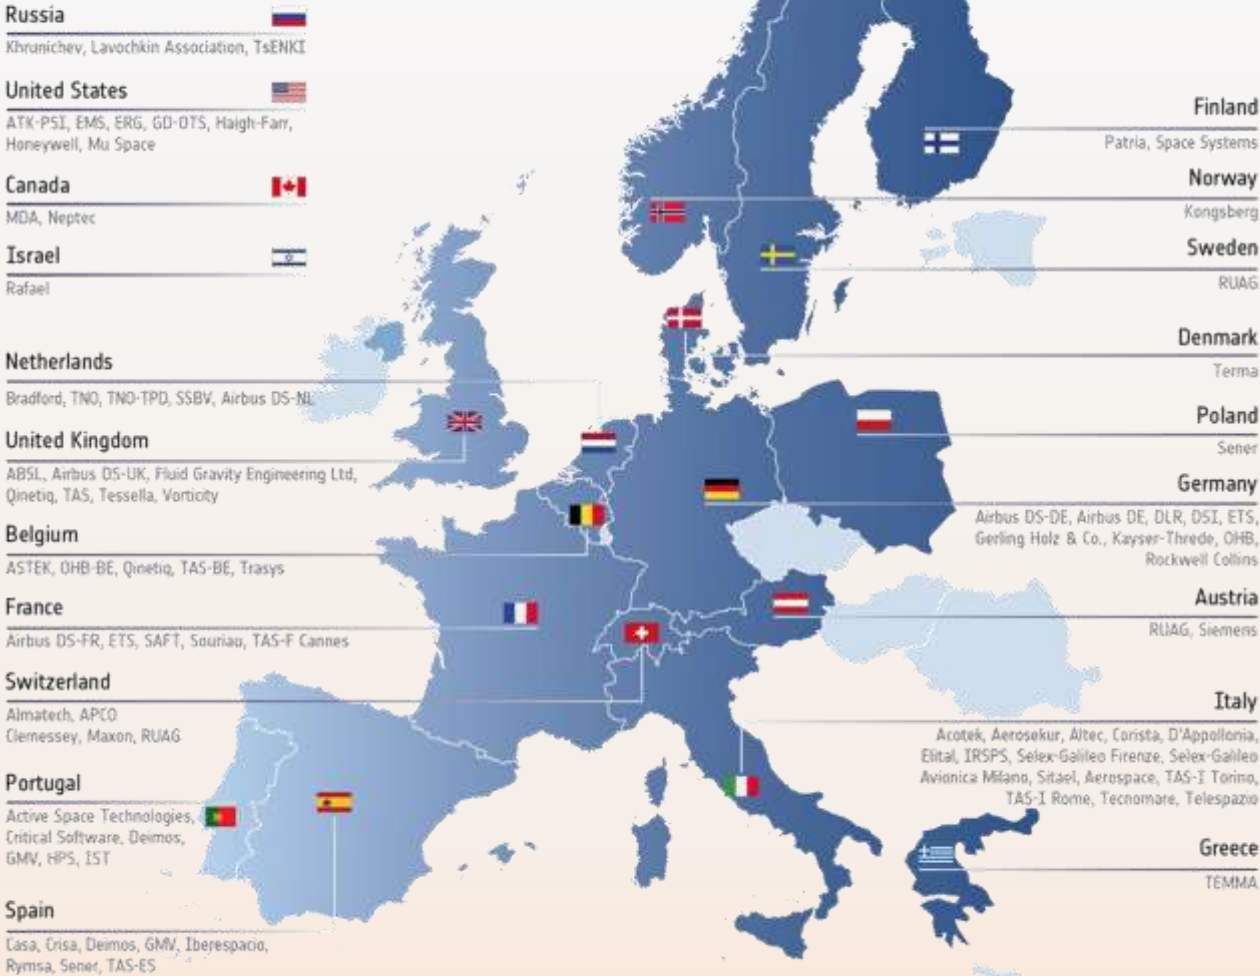 Russia
Khrunichev, Lavochkin Association, TsENKI
United States
ATK-PSI, EMS, ERG, GD-OTS, Haigh-Farr,
Honeywell, Mu Space
Canada
MDA, Neptec
Israel
Rafael
Netherlands
Bradford, TNO, TNO-TPD, SSBV, Airbus DS-NL
United Kingdom
ABSL, Airbus DS-UK, Fluid Gravity Engineering Ltd,
Qinetiq, TAS, Tessella, Vorticity
Belgium
ASTEK, OHB-BE, Qinetiq, TAS-BE, Trasys
France
Airbus DS-FR, ETS, SAFT, Souriau, TAS-F Cannes
Switzerland
Almatech, APCO
Clemessey, Maxon, RUAG
Portugal
Active Space Technologies,
Critical Software, Deimos,
GMV, HPS, IST
Spain
Casa, Crisa, Deimos, GMV, Iberespacio,
Rymsa, Sener, TAS-ES
Finland
Patria, Space Systems
Norway
Kongsberg
Sweden
RUAG
Denmark
Terma
Poland
Sener
Germany
Airbus DS-DE, Airbus DE, DLR, DSI, ETS,
Gerling Holz & Co., Kayser-Threde, OHB,
Rockwell Collins
Austria
RUAG, Siemens
Italy
Acotek, Aerosekur, Altec, Corista, D'Appollonia,
Elital, IRSPS, Selex-Galileo Firenze, Selex-Galileo
Avionica Milano, Sitael, Aerospace, TAS-I Torino,
TAS-I Rome, Tecnomare, Telespazio
Greece
TEMMA